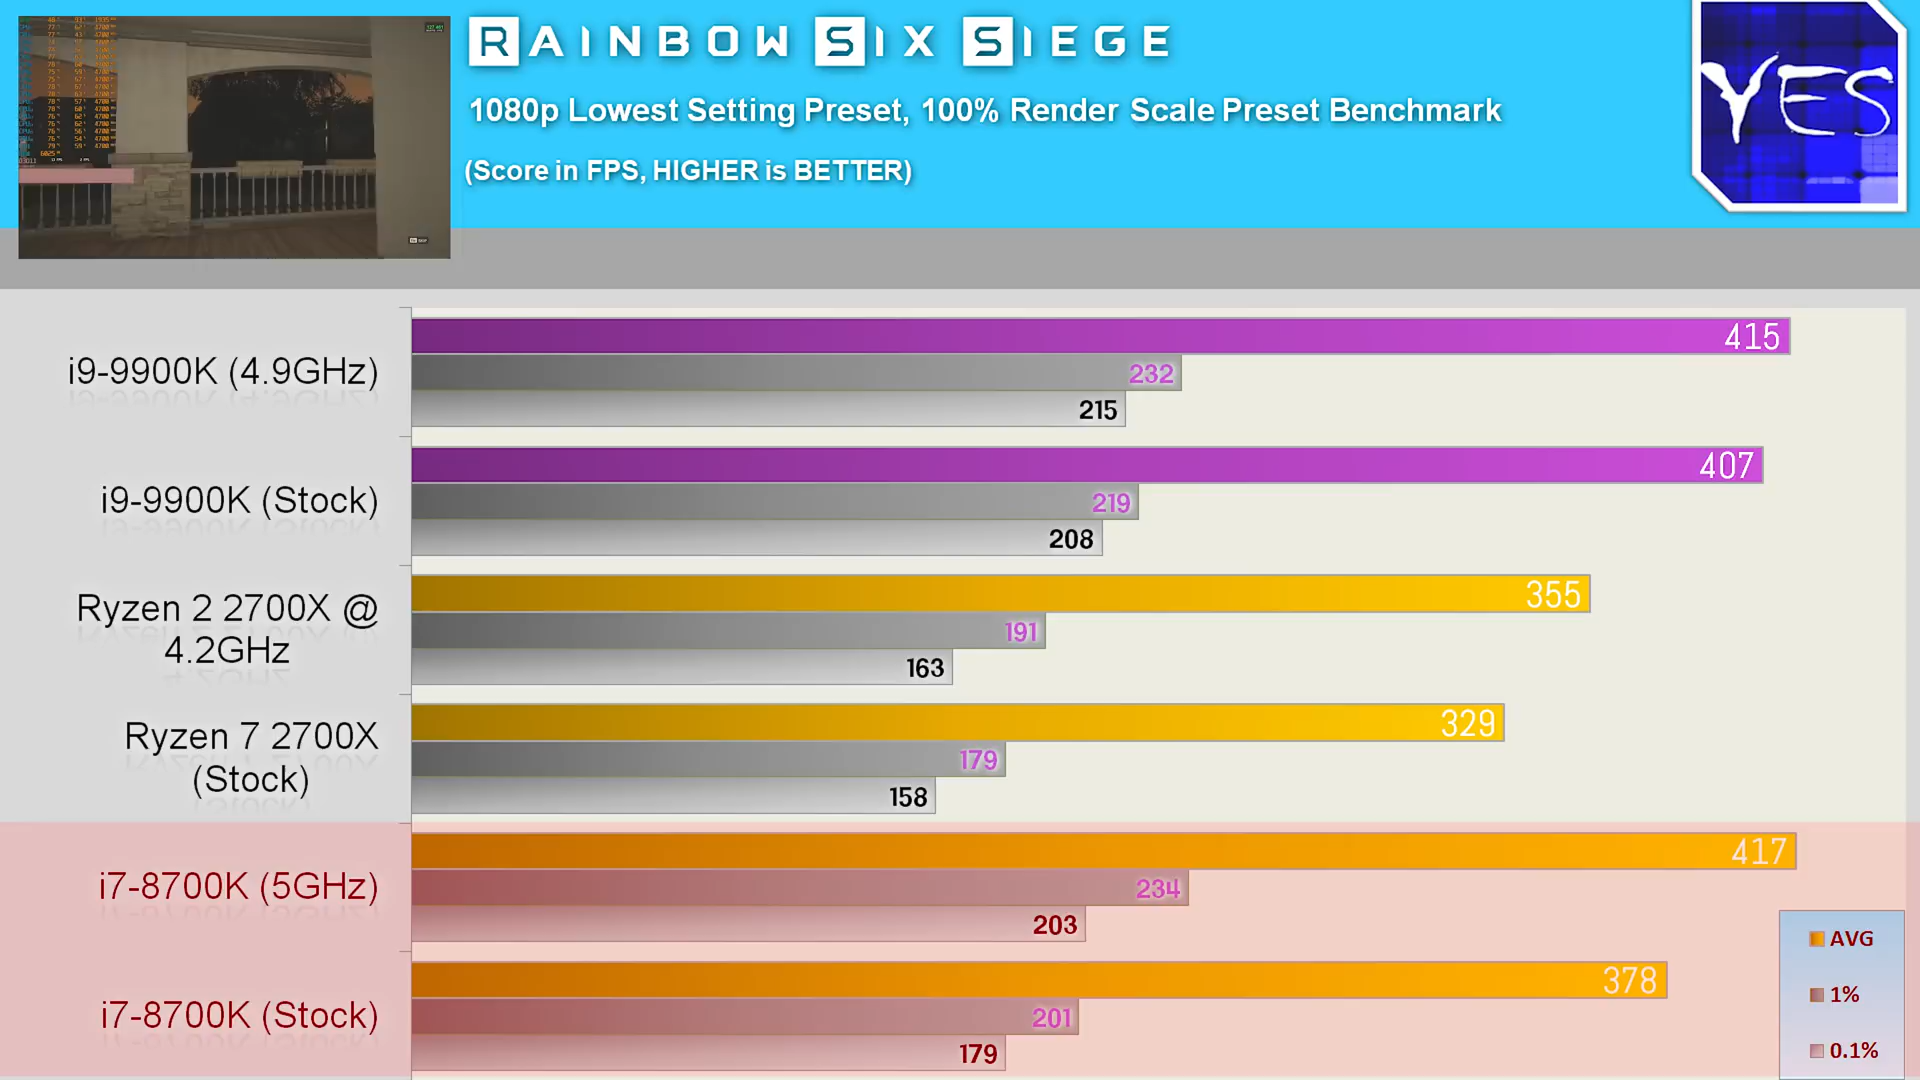 RAINBOW SIX SIEGE
1080p Lowest Setting Preset, 100% Render Scale Preset Benchmark
(Score in FPS, HIGHER is BETTER)
YES
i9-9900K (4.9GHz)
415
232
215
i9-9900K (Stock)
407
219
208
Ryzen 2 2700X @
4.2GHz
355
191
163
Ryzen 7 2700X
(Stock)
329
179
158
i7-8700K (5GHz)
417
234
203
i7-8700K (Stock)
378
201
179
AVG
1%
0.1%